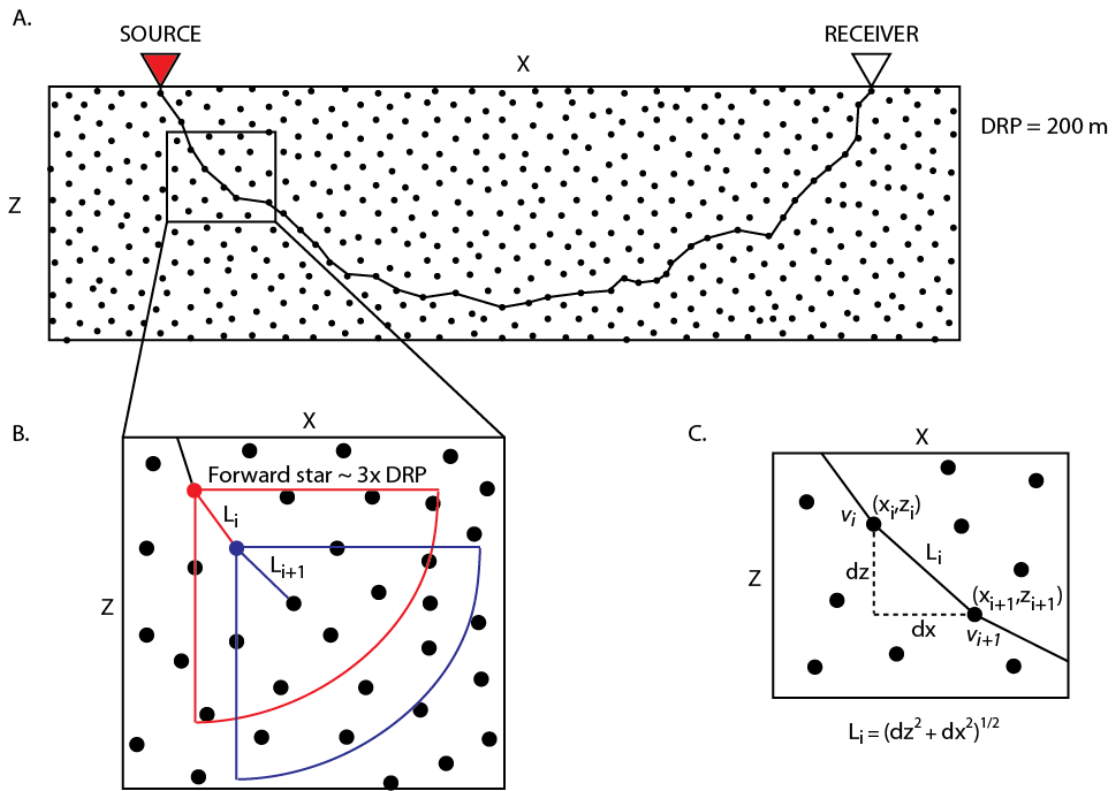 A.
SOURCE
RECEIVER
X
DRP = 200 m
Z
B.
X
Forward star ~ 3x DRP
Li
Li+1
Z
C.
X
vi
(xi,zi)
Li
Z
dz
(xi+1,zi+1)
dx
vi+1
Li = (dz² + dx²)^1/2